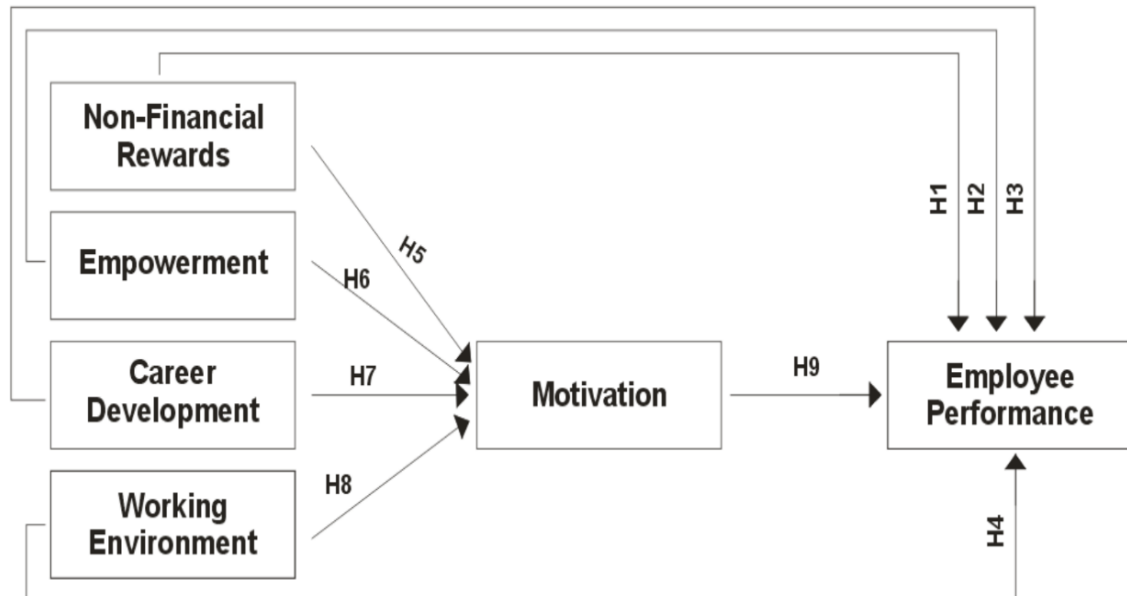 Non-Financial
Rewards
Empowerment
Career
Development
Working
Environment
H5
H6
H7
H8
Motivation
H9
H1
H2
H3
Employee
Performance
H4